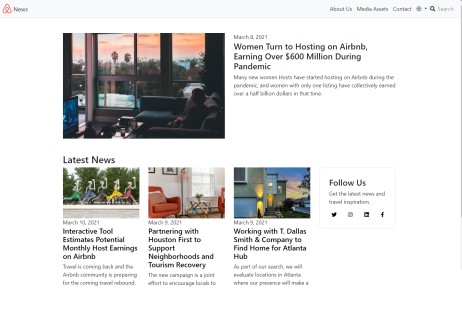 News
About Us Media Assets Contact Search
March 8, 2021
Women Turn to Hosting on Airbnb,
Earning Over $600 Million During
Pandemic
Many new women Hosts have started hosting on Airbnb during the
pandemic, and women with only one listing have collectively earned
over a half billion dollars in that time.
Latest News
March 10, 2021
Interactive Tool
Estimates Potential
Monthly Host Earnings
on Airbnb
Travel is coming back and the
Airbnb community is preparing
for the coming travel rebound.
March 9, 2021
Partnering with
Houston First to
Support
Neighborhoods and
Tourism Recovery
The new campaign is a joint
effort to encourage locals to
March 9, 2021
Working with T. Dallas
Smith & Company to
Find Home for Atlanta
Hub
As part of our search, we will
evaluate locations in Atlanta
where our presence will make a
Follow Us
Get the latest news and
travel inspiration.